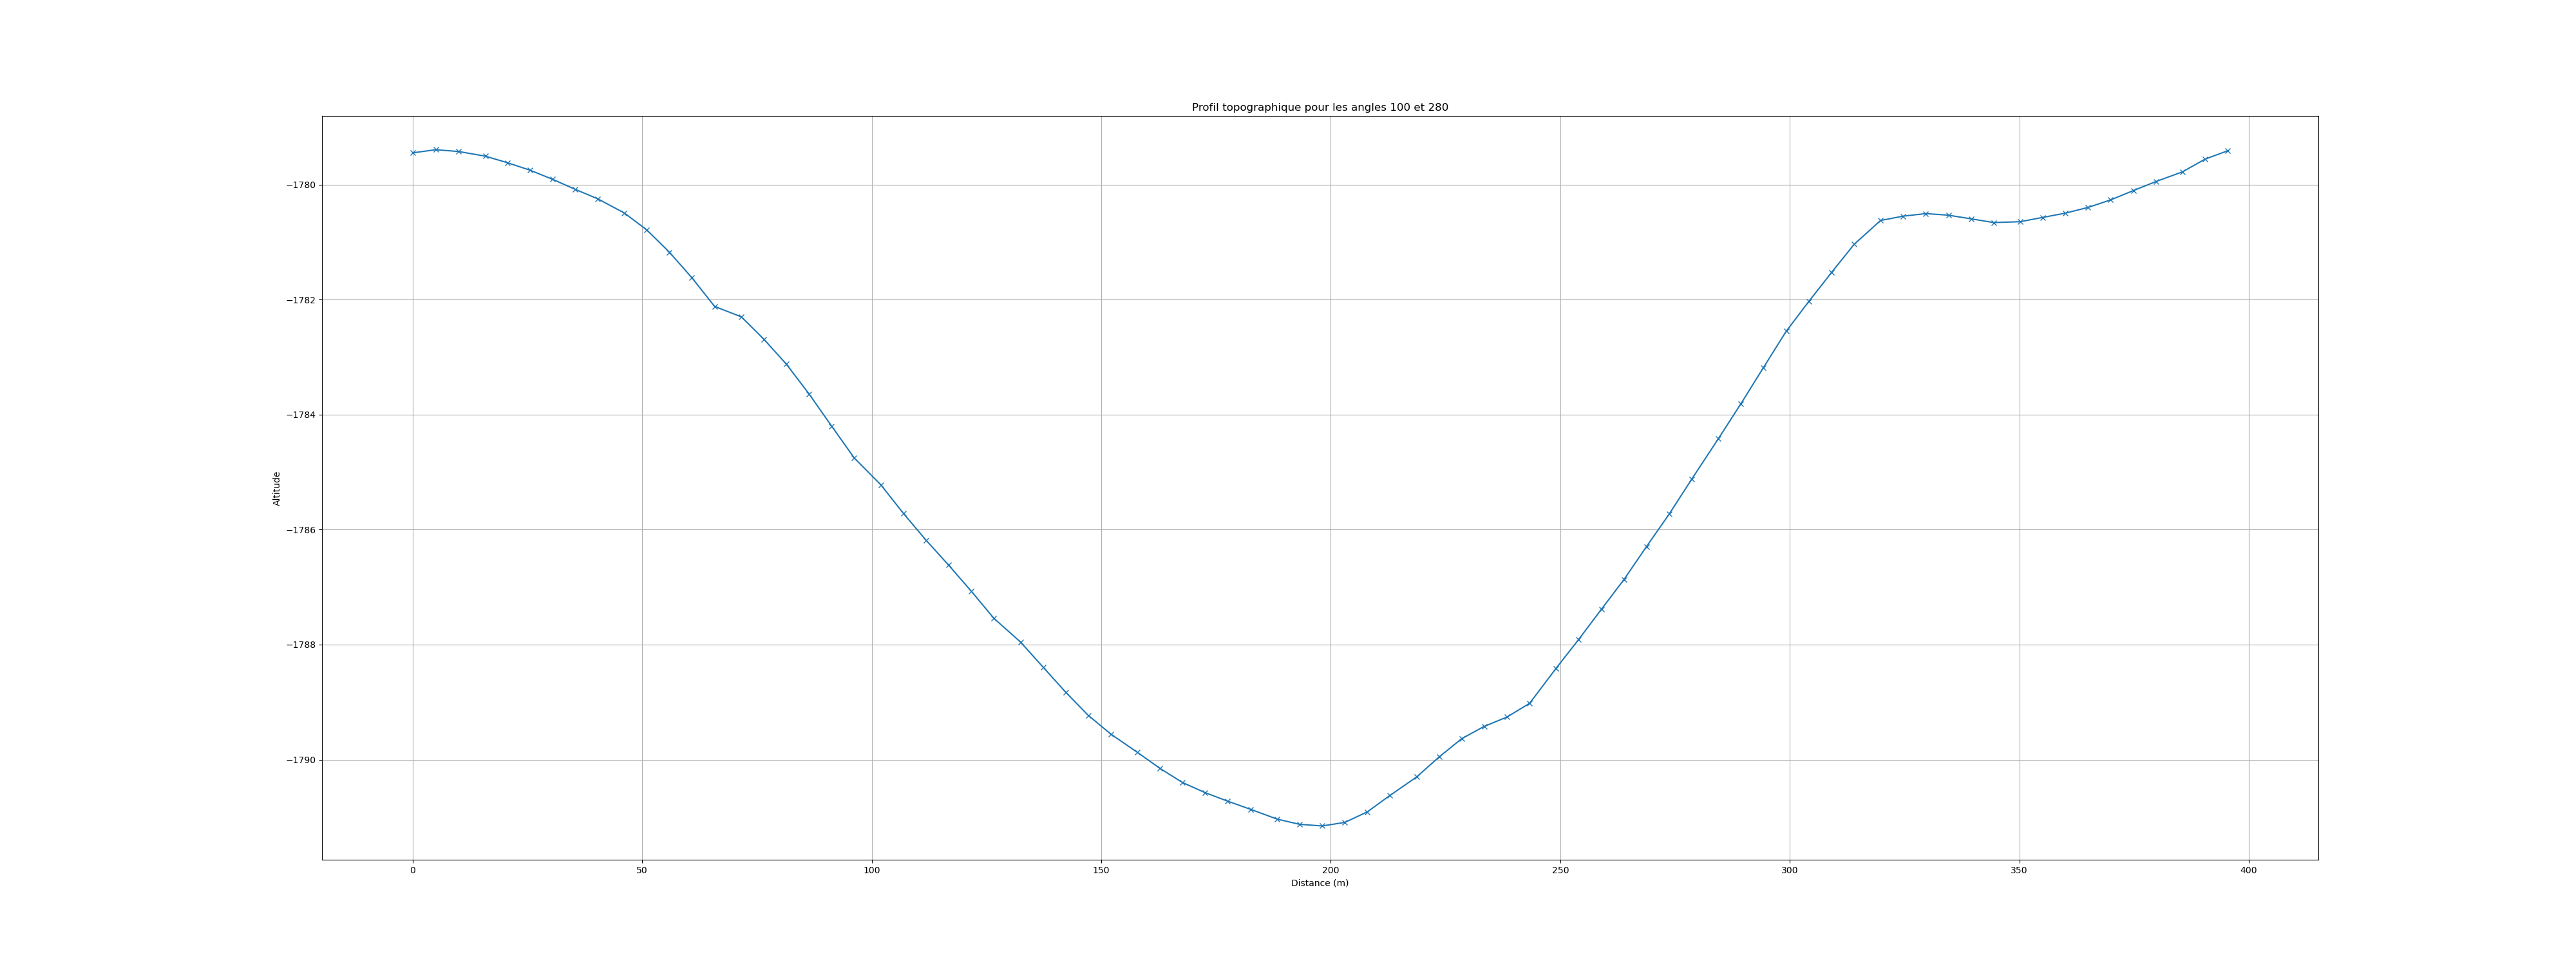 Profil topographique pour les angles 100 et 280
−1780
−1782
−1784
−1786
−1788
−1790
Altitude
0 50 100 150 200 250 300 350 400
Distance (m)